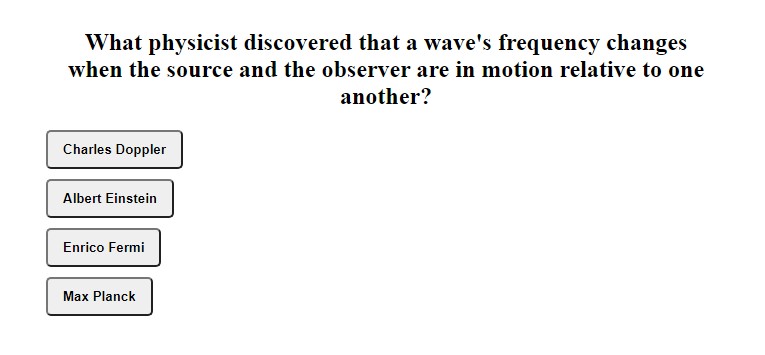 What physicist discovered that a wave's frequency changes
when the source and the observer are in motion relative to one
another?
Charles Doppler
Albert Einstein
Enrico Fermi
Max Planck